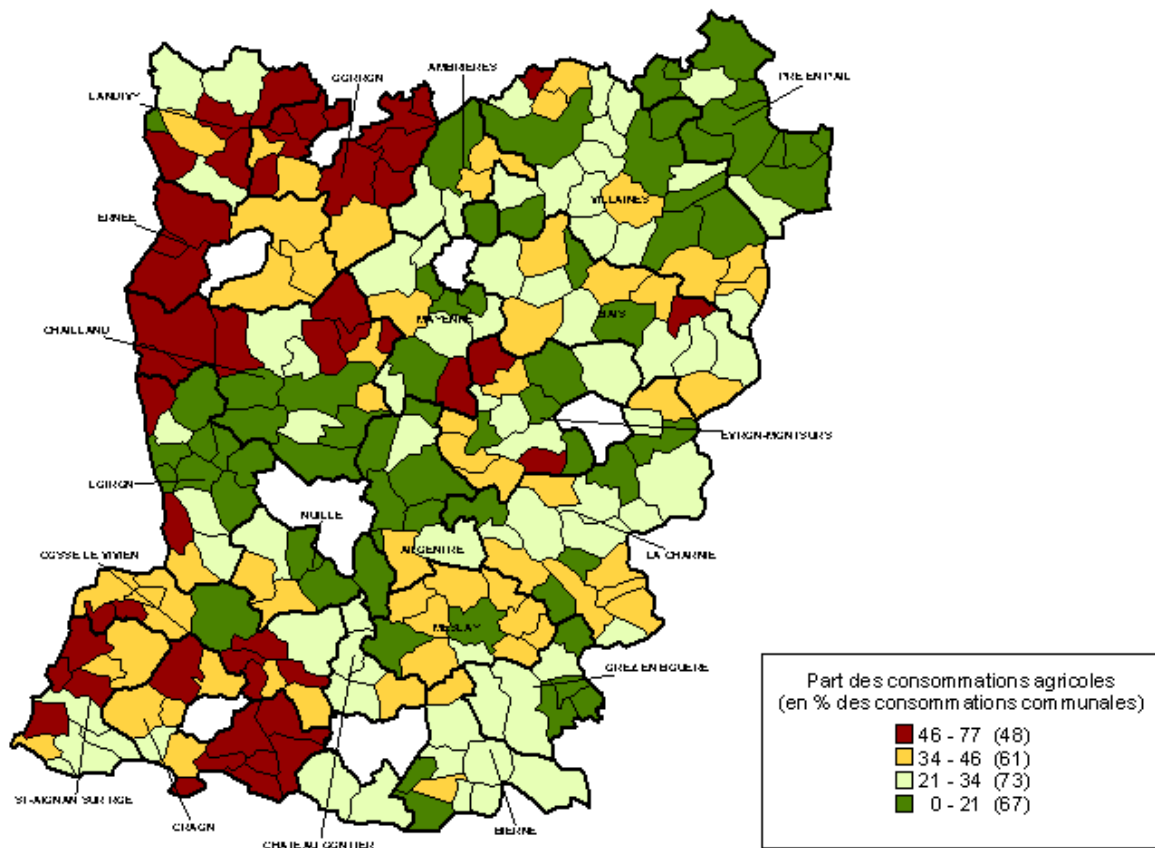 AMBRIERES
GORRON
PRE EN PAIL
LANDIVY
VILLAINES
ERNEE
BAIS
MAYENNE
CHAILLAND
EVRON-MONTSURS
LOIRON
NUILLE
ARGENTRE
LA CHARNIE
COSSE LE VIVIEN
MESLAY
GREZ EN BOUERE
Part des consommations agricoles
(en % des consommations communales)
46 - 77 (48)
34 - 46 (61)
21 - 34 (73)
0 - 21 (67)
ST-AIGNAN SUR ROE
CRAON
BIERNE
CHATEAU GONTIER